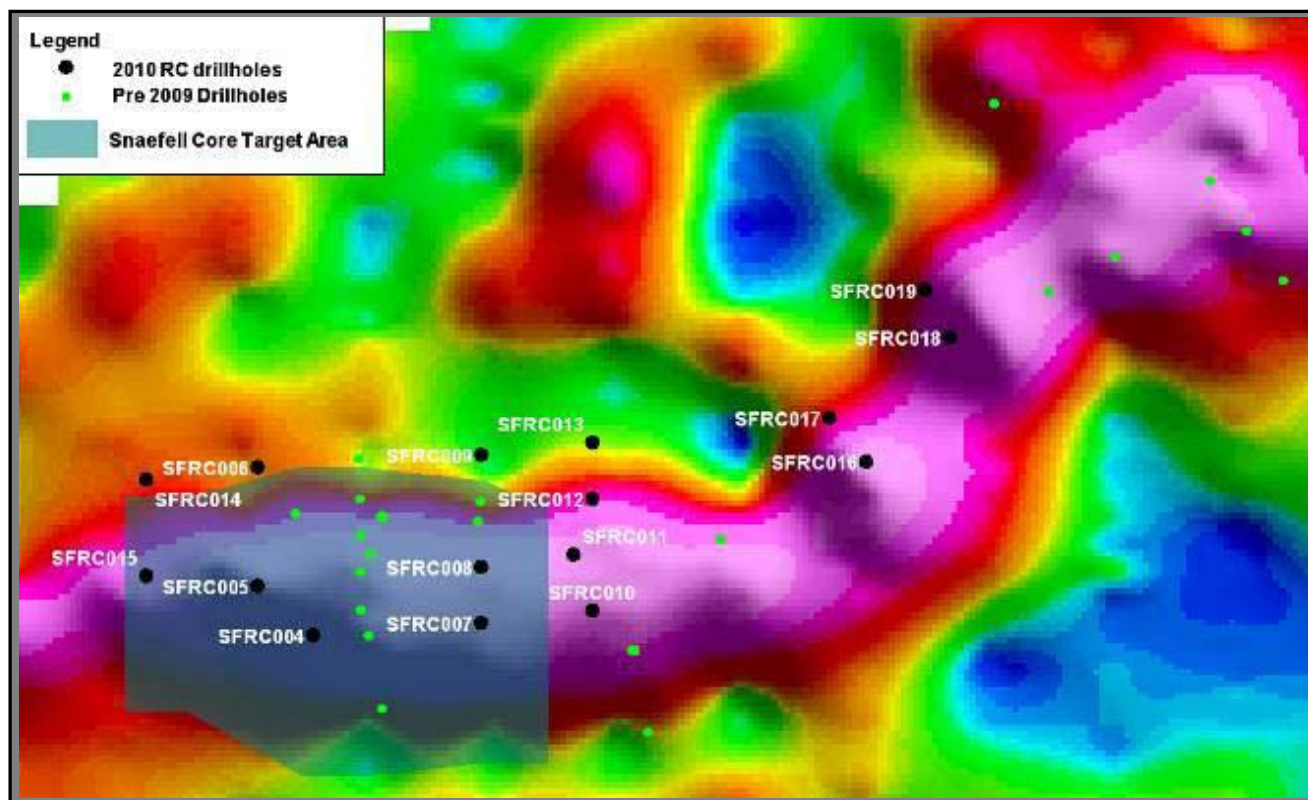 Legend
2010 RC drillholes
Pre 2009 Drillholes
Snaefell Core Target Area
SFRC019
SFRC018
SFRC017
SFRC013
SFRC009
SFRC016
SFRC006
SFRC014
SFRC012
SFRC011
SFRC015
SFRC008
SFRC005
SFRC010
SFRC007
SFRC004